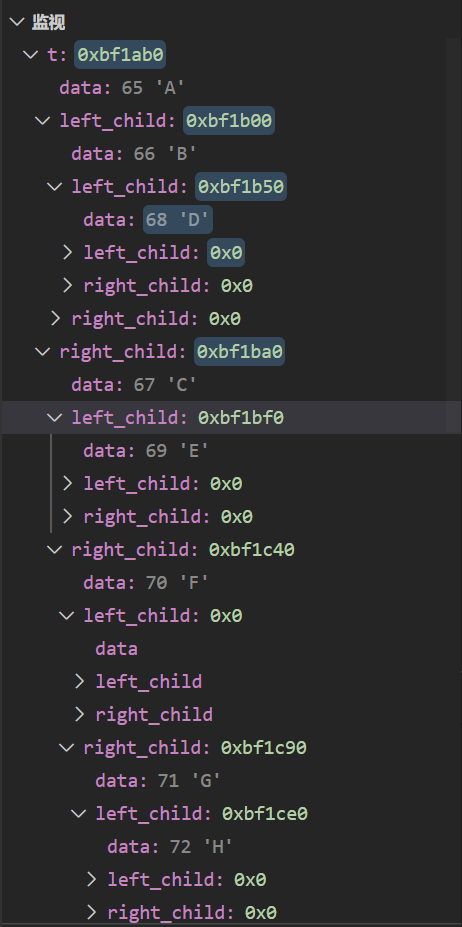 监视
t: 0xbf1ab0
data: 65 'A'
left_child: 0xbf1b00
data: 66 'B'
left_child: 0xbf1b50
data: 68 'D'
left_child: 0x0
right_child: 0x0
right_child: 0x0
right_child: 0xbf1ba0
data: 67 'C'
left_child: 0xbf1bf0
data: 69 'E'
left_child: 0x0
right_child: 0x0
right_child: 0xbf1c40
data: 70 'F'
left_child: 0x0
data
left_child
right_child
right_child: 0xbf1c90
data: 71 'G'
left_child: 0xbf1ce0
data: 72 'H'
left_child: 0x0
right_child: 0x0